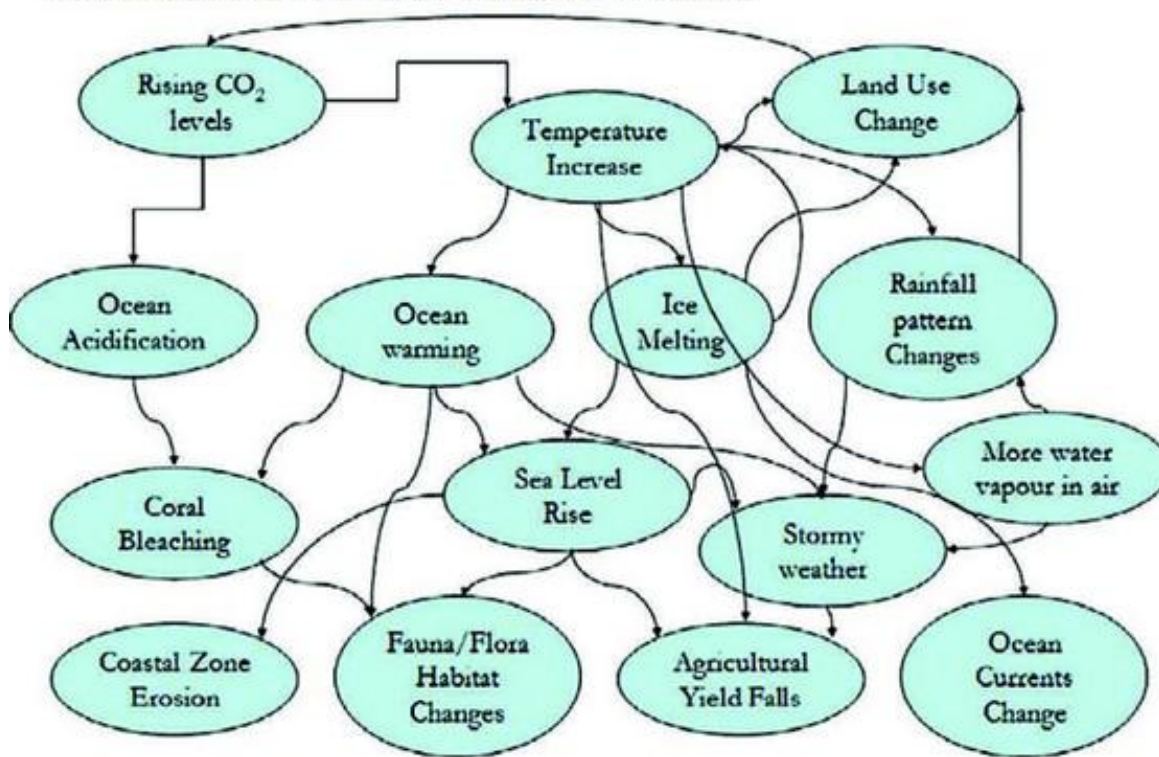 Rising CO₂
levels
Land Use
Change
Temperature
Increase
Ocean
Acidification
Ocean
warming
Ice
Melting
Rainfall
pattern
Changes
Coral
Bleaching
Sea Level
Rise
More water
vapour in air
Stormy
weather
Coastal Zone
Erosion
Fauna/Flora
Habitat
Changes
Agricultural
Yield Falls
Ocean
Currents
Change